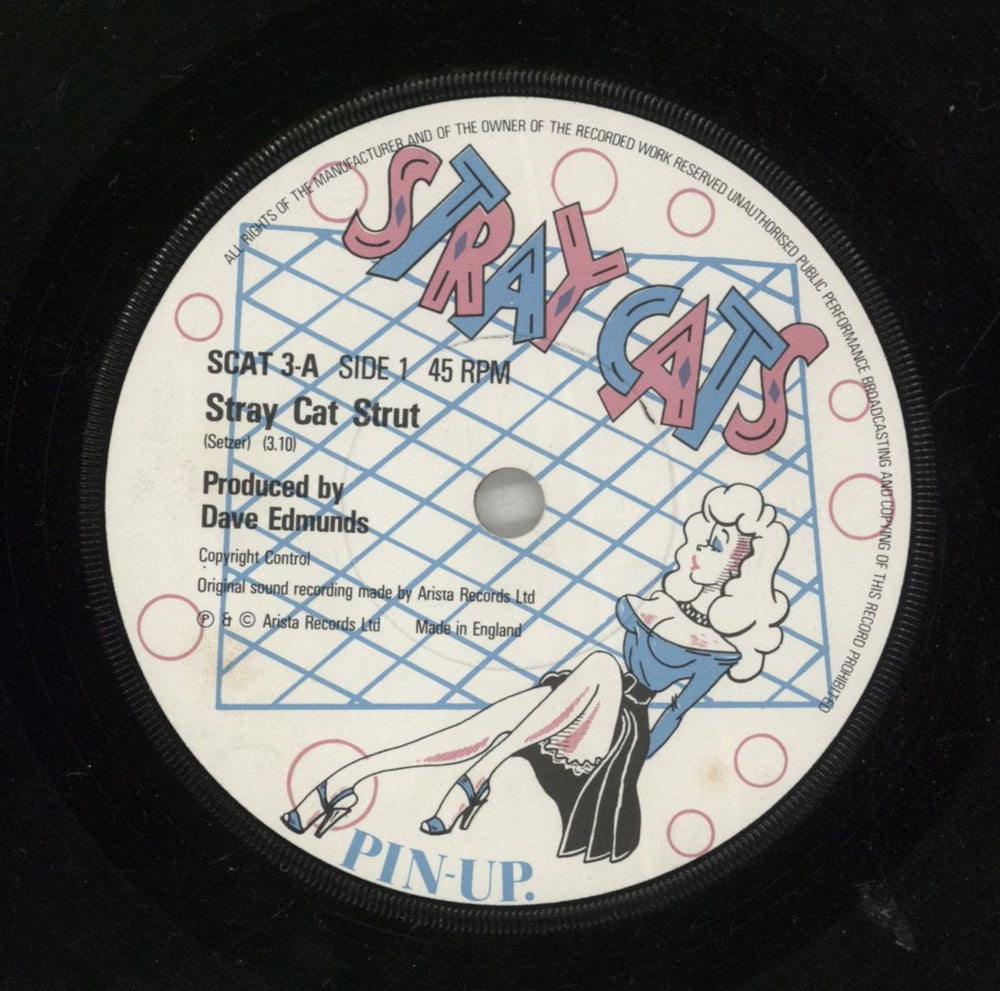 ALL RIGHTS OF THE MANUFACTURER AND OF THE OWNER OF THE RECORDED WORK RESERVED UNAUTHORISED PUBLIC PERFORMANCE BROADCASTING AND COPYING OF THIS RECORD PROHIBITED
STRAY CATS
SCAT 3-A SIDE 1 45 RPM
Stray Cat Strut
(Setzer) (3.10)
Produced by
Dave Edmunds
Copyright Control
Original sound recording made by Arista Records Ltd
℗ & © Arista Records Ltd Made in England
PIN-UP.